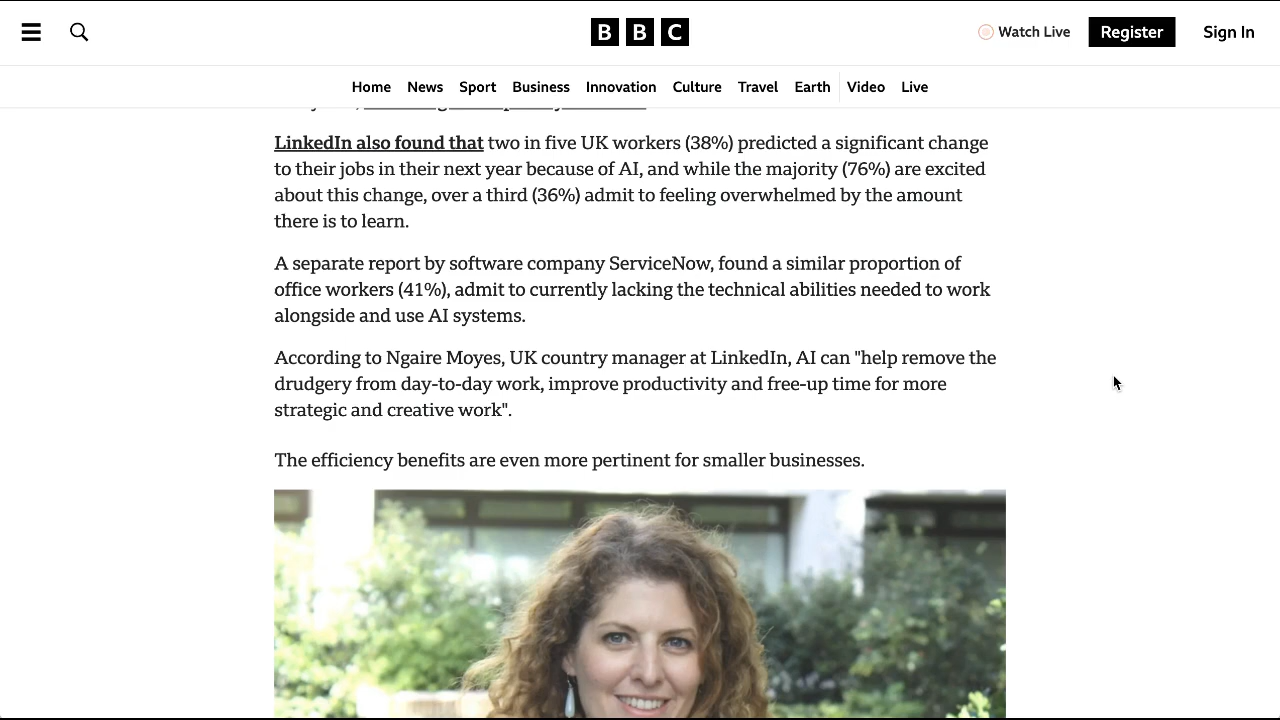 BBC
Watch Live
Register
Sign In
Home News Sport Business Innovation Culture Travel Earth Video Live
LinkedIn also found that two in five UK workers (38%) predicted a significant change
to their jobs in their next year because of AI, and while the majority (76%) are excited
about this change, over a third (36%) admit to feeling overwhelmed by the amount
there is to learn.
A separate report by software company ServiceNow, found a similar proportion of
office workers (41%), admit to currently lacking the technical abilities needed to work
alongside and use AI systems.
According to Ngaire Moyes, UK country manager at LinkedIn, AI can "help remove the
drudgery from day-to-day work, improve productivity and free-up time for more
strategic and creative work".
The efficiency benefits are even more pertinent for smaller businesses.